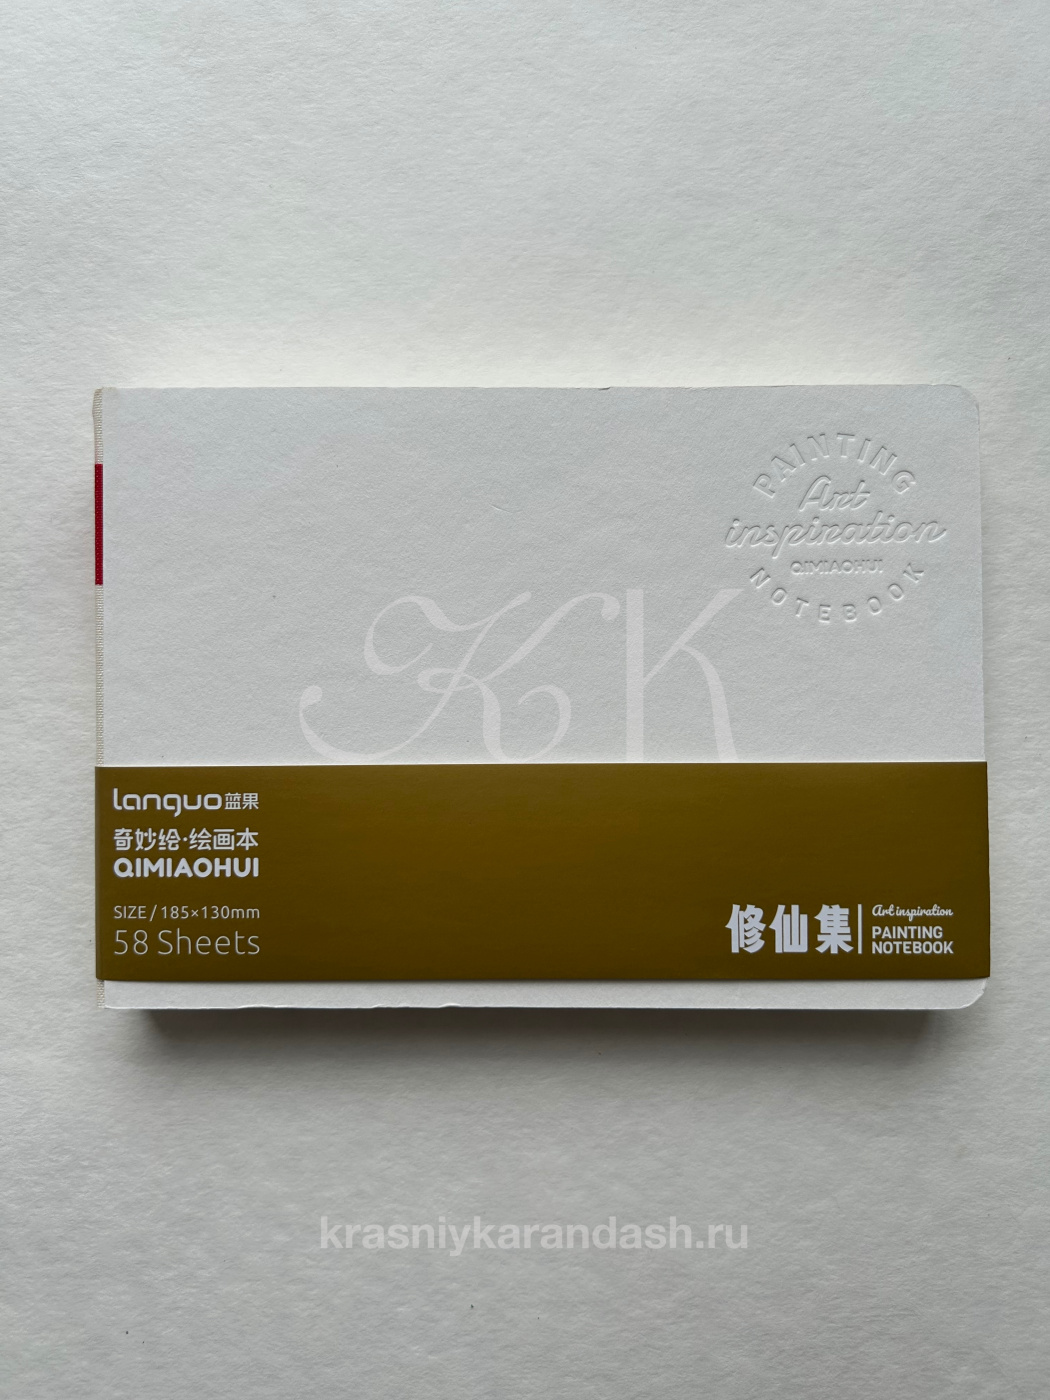 PAINTING
Art
inspiration
QIMIAOHUI
NOTEBOOK
KK
languo蓝果
奇妙绘·绘画本
QIMIAOHUI
SIZE / 185×130mm
58 Sheets
修仙集
Art inspiration
PAINTING
NOTEBOOK
krasniykarandash.ru